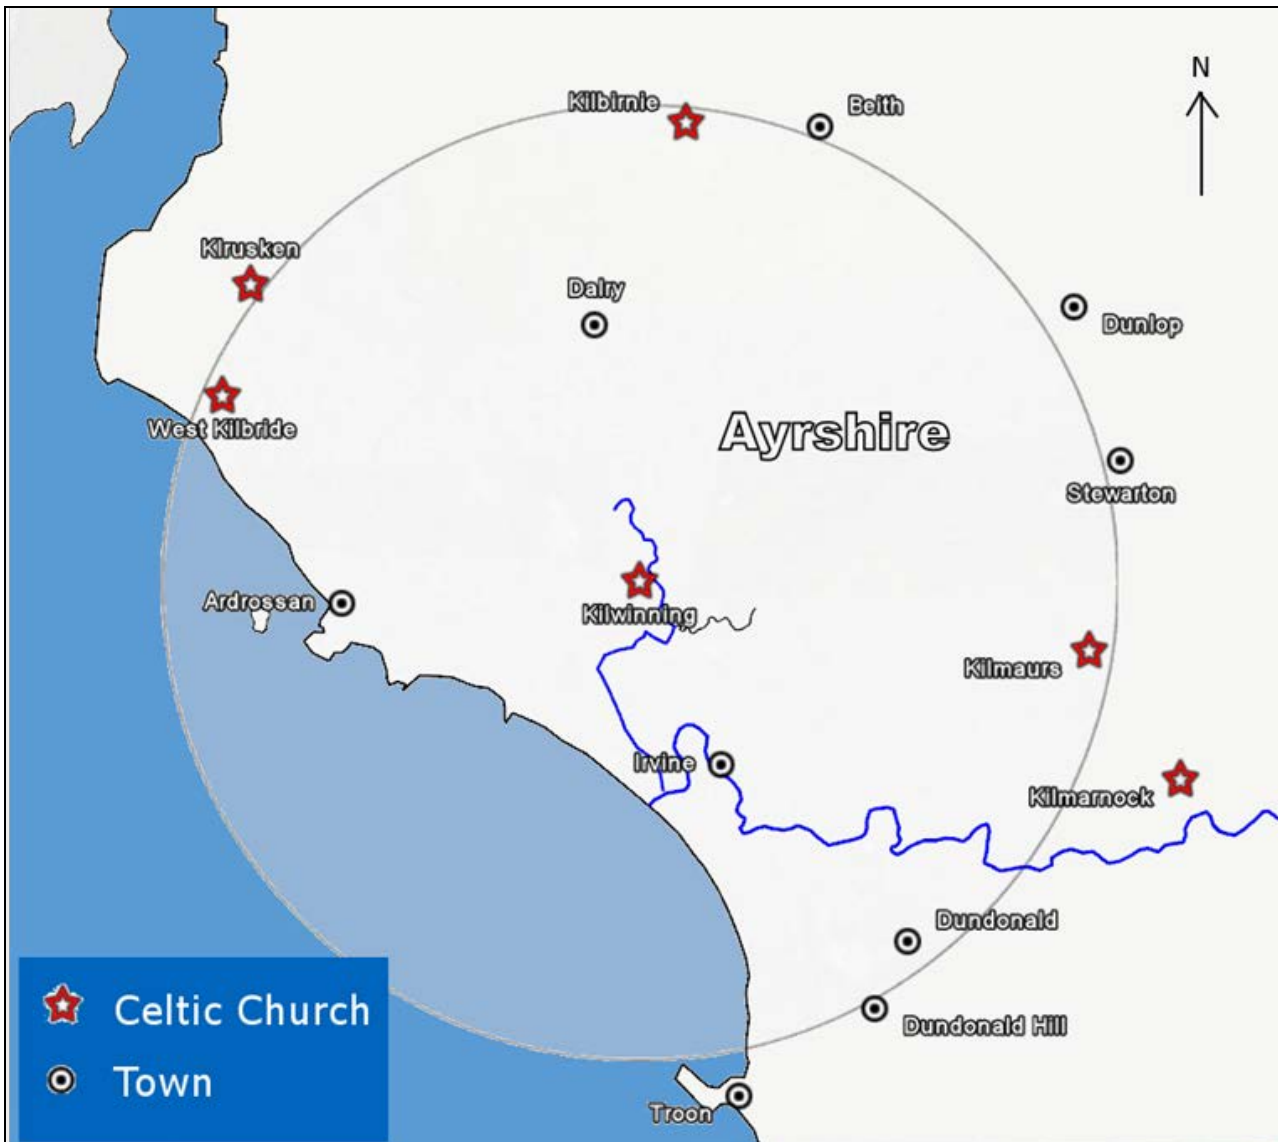 N
Kilbirnie
Beith
Klrusken
Dalry
Dunlop
West Kilbride
Ayrshire
Stewarton
Ardrossan
Kilwinning
Kilmaurs
Irvine
Kilmarnock
Dundonald
Dundonald Hill
Troon
Celtic Church
Town